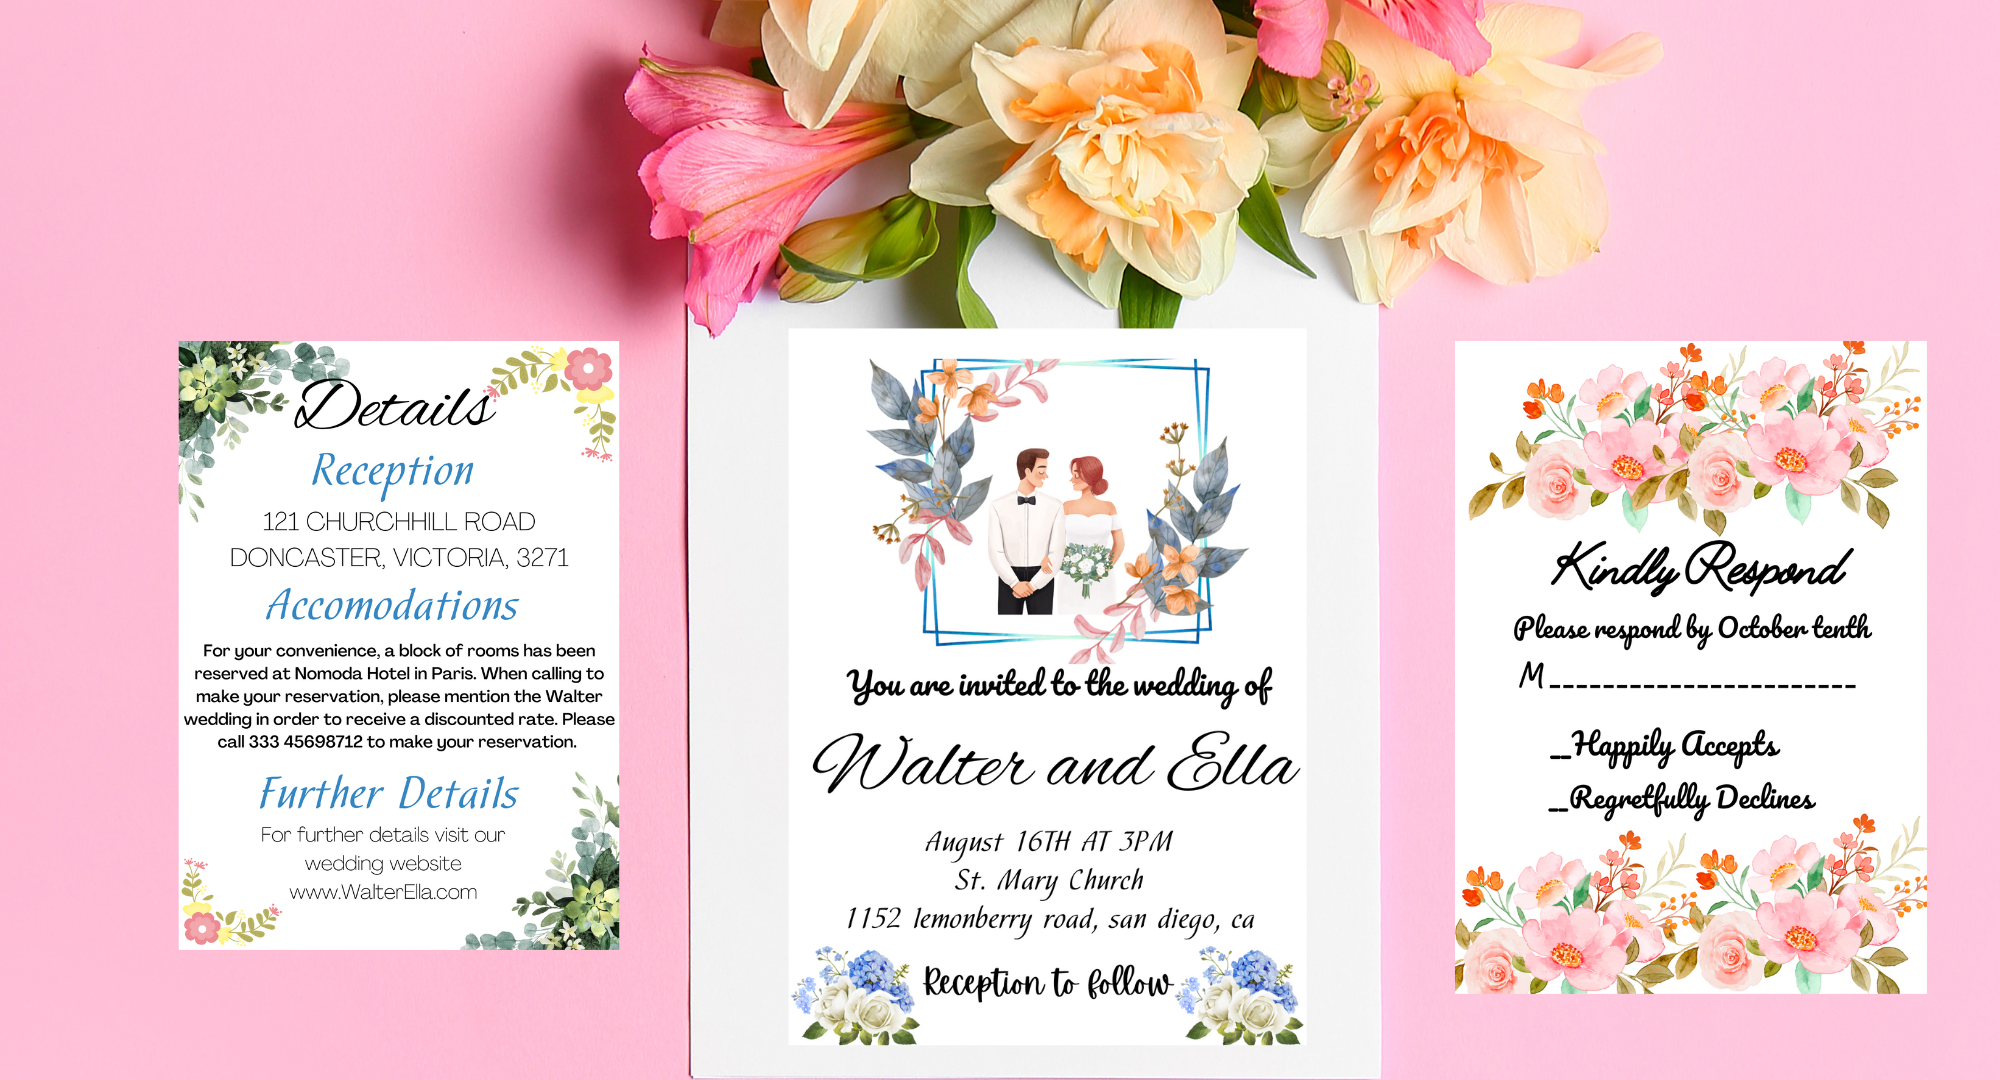 Details
Reception
121 CHURCHHILL ROAD
DONCASTER, VICTORIA, 3271
Accomodations
For your convenience, a block of rooms has been
reserved at Nomoda Hotel in Paris. When calling to
make your reservation, please mention the Walter
wedding in order to receive a discounted rate. Please
call 333 45698712 to make your reservation.
Further Details
For further details visit our
wedding website
www.WalterElla.com
You are invited to the wedding of
Walter and Ella
August 16TH AT 3PM
St. Mary Church
1152 lemonberry road, san diego, ca
Reception to follow
Kindly Respond
Please respond by October tenth
M________________________
__Happily Accepts
__Regretfully Declines